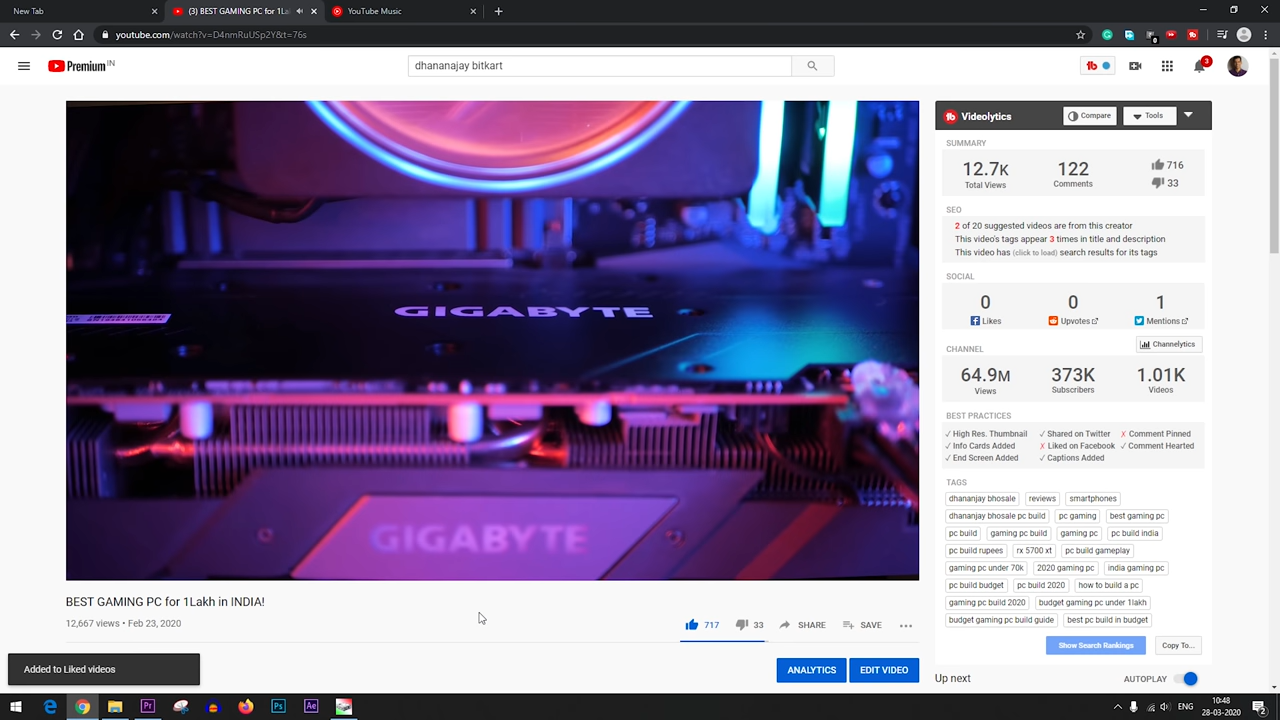 New Tab
(3) BEST GAMING PC for 1La
YouTube Music
youtube.com/watch?v=D4nmRuUSp2Y&t=76s
0
Premium IN
dhananajay bitkart
3
GIGABYTE
ABYTE
BEST GAMING PC for 1Lakh in INDIA!
12,667 views • Feb 23, 2020
717
33
SHARE
SAVE
Added to Liked videos
ANALYTICS
EDIT VIDEO
Videolytics
Compare
Tools
SUMMARY
12.7K 122 716
Total Views Comments 33
SEO
2 of 20 suggested videos are from this creator
This video's tags appear 3 times in title and description
This video has (click to load) search results for its tags
SOCIAL
0 0 1
Likes Upvotes Mentions
CHANNEL Channelytics
64.9M 373K 1.01K
Views Subscribers Videos
BEST PRACTICES
✓ High Res. Thumbnail ✓ Shared on Twitter ✗ Comment Pinned
✓ Info Cards Added ✗ Liked on Facebook ✓ Comment Hearted
✓ End Screen Added ✓ Captions Added
TAGS
dhananjay bhosale reviews smartphones
dhananjay bhosale pc build pc gaming best gaming pc
pc build gaming pc build gaming pc pc build india
pc build rupees rx 5700 xt pc build gameplay
gaming pc under 70k 2020 gaming pc india gaming pc
pc build budget pc build 2020 how to build a pc
gaming pc build 2020 budget gaming pc under 1lakh
budget gaming pc build guide best pc build in budget
Show Search Rankings Copy To...
Up next AUTOPLAY
ENG
10:48
28-03-2020